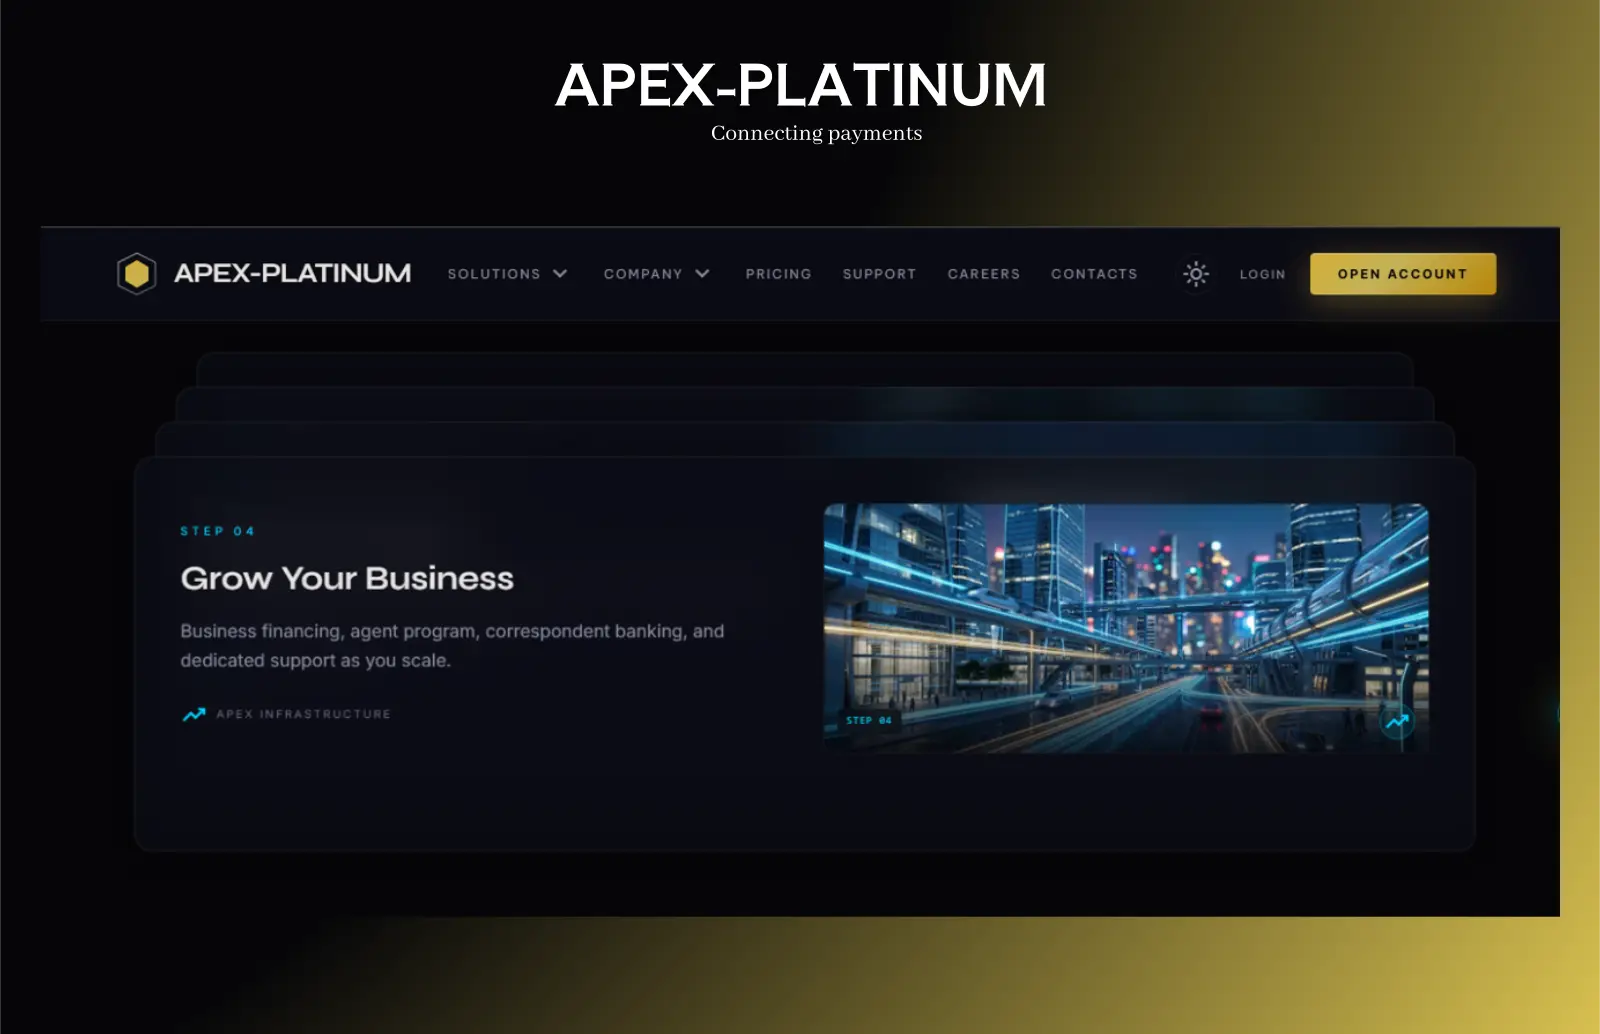 APEX-PLATINUM
Connecting payments
APEX-PLATINUM SOLUTIONS COMPANY PRICING SUPPORT CAREERS CONTACTS LOGIN OPEN ACCOUNT
STEP 04
Grow Your Business
Business financing, agent program, correspondent banking, and
dedicated support as you scale.
APEX INFRASTRUCTURE
STEP 04